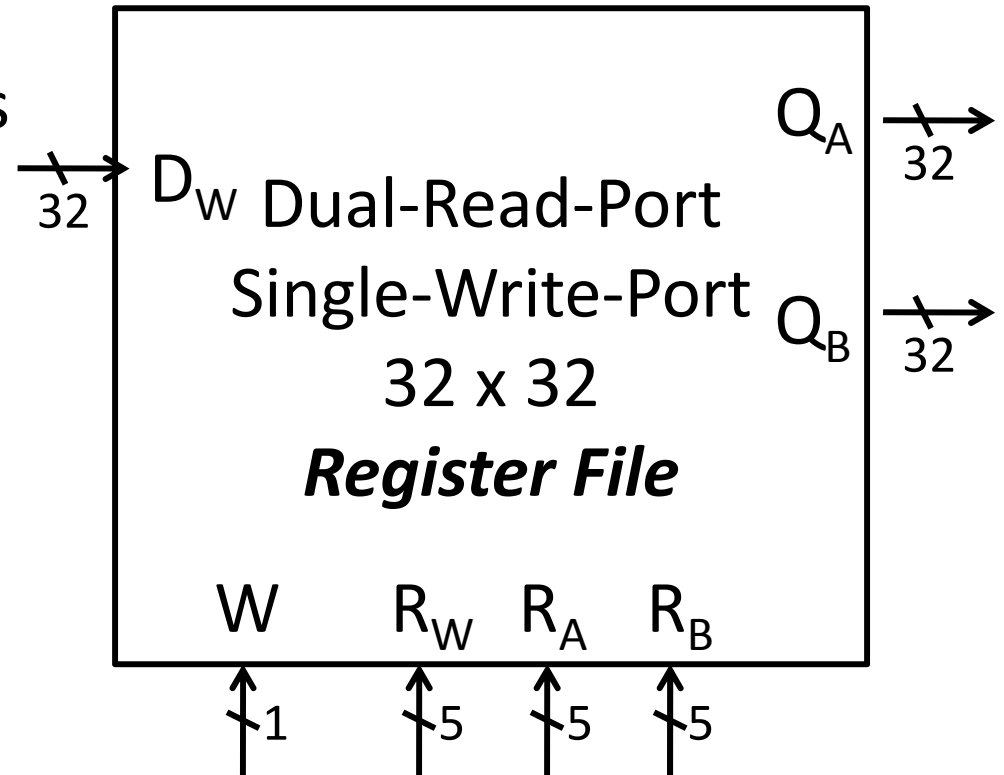 s
32
D_W
Dual-Read-Port
Single-Write-Port
32 x 32
Register File
Q_A
32
Q_B
32
W R_W R_A R_B
1 5 5 5